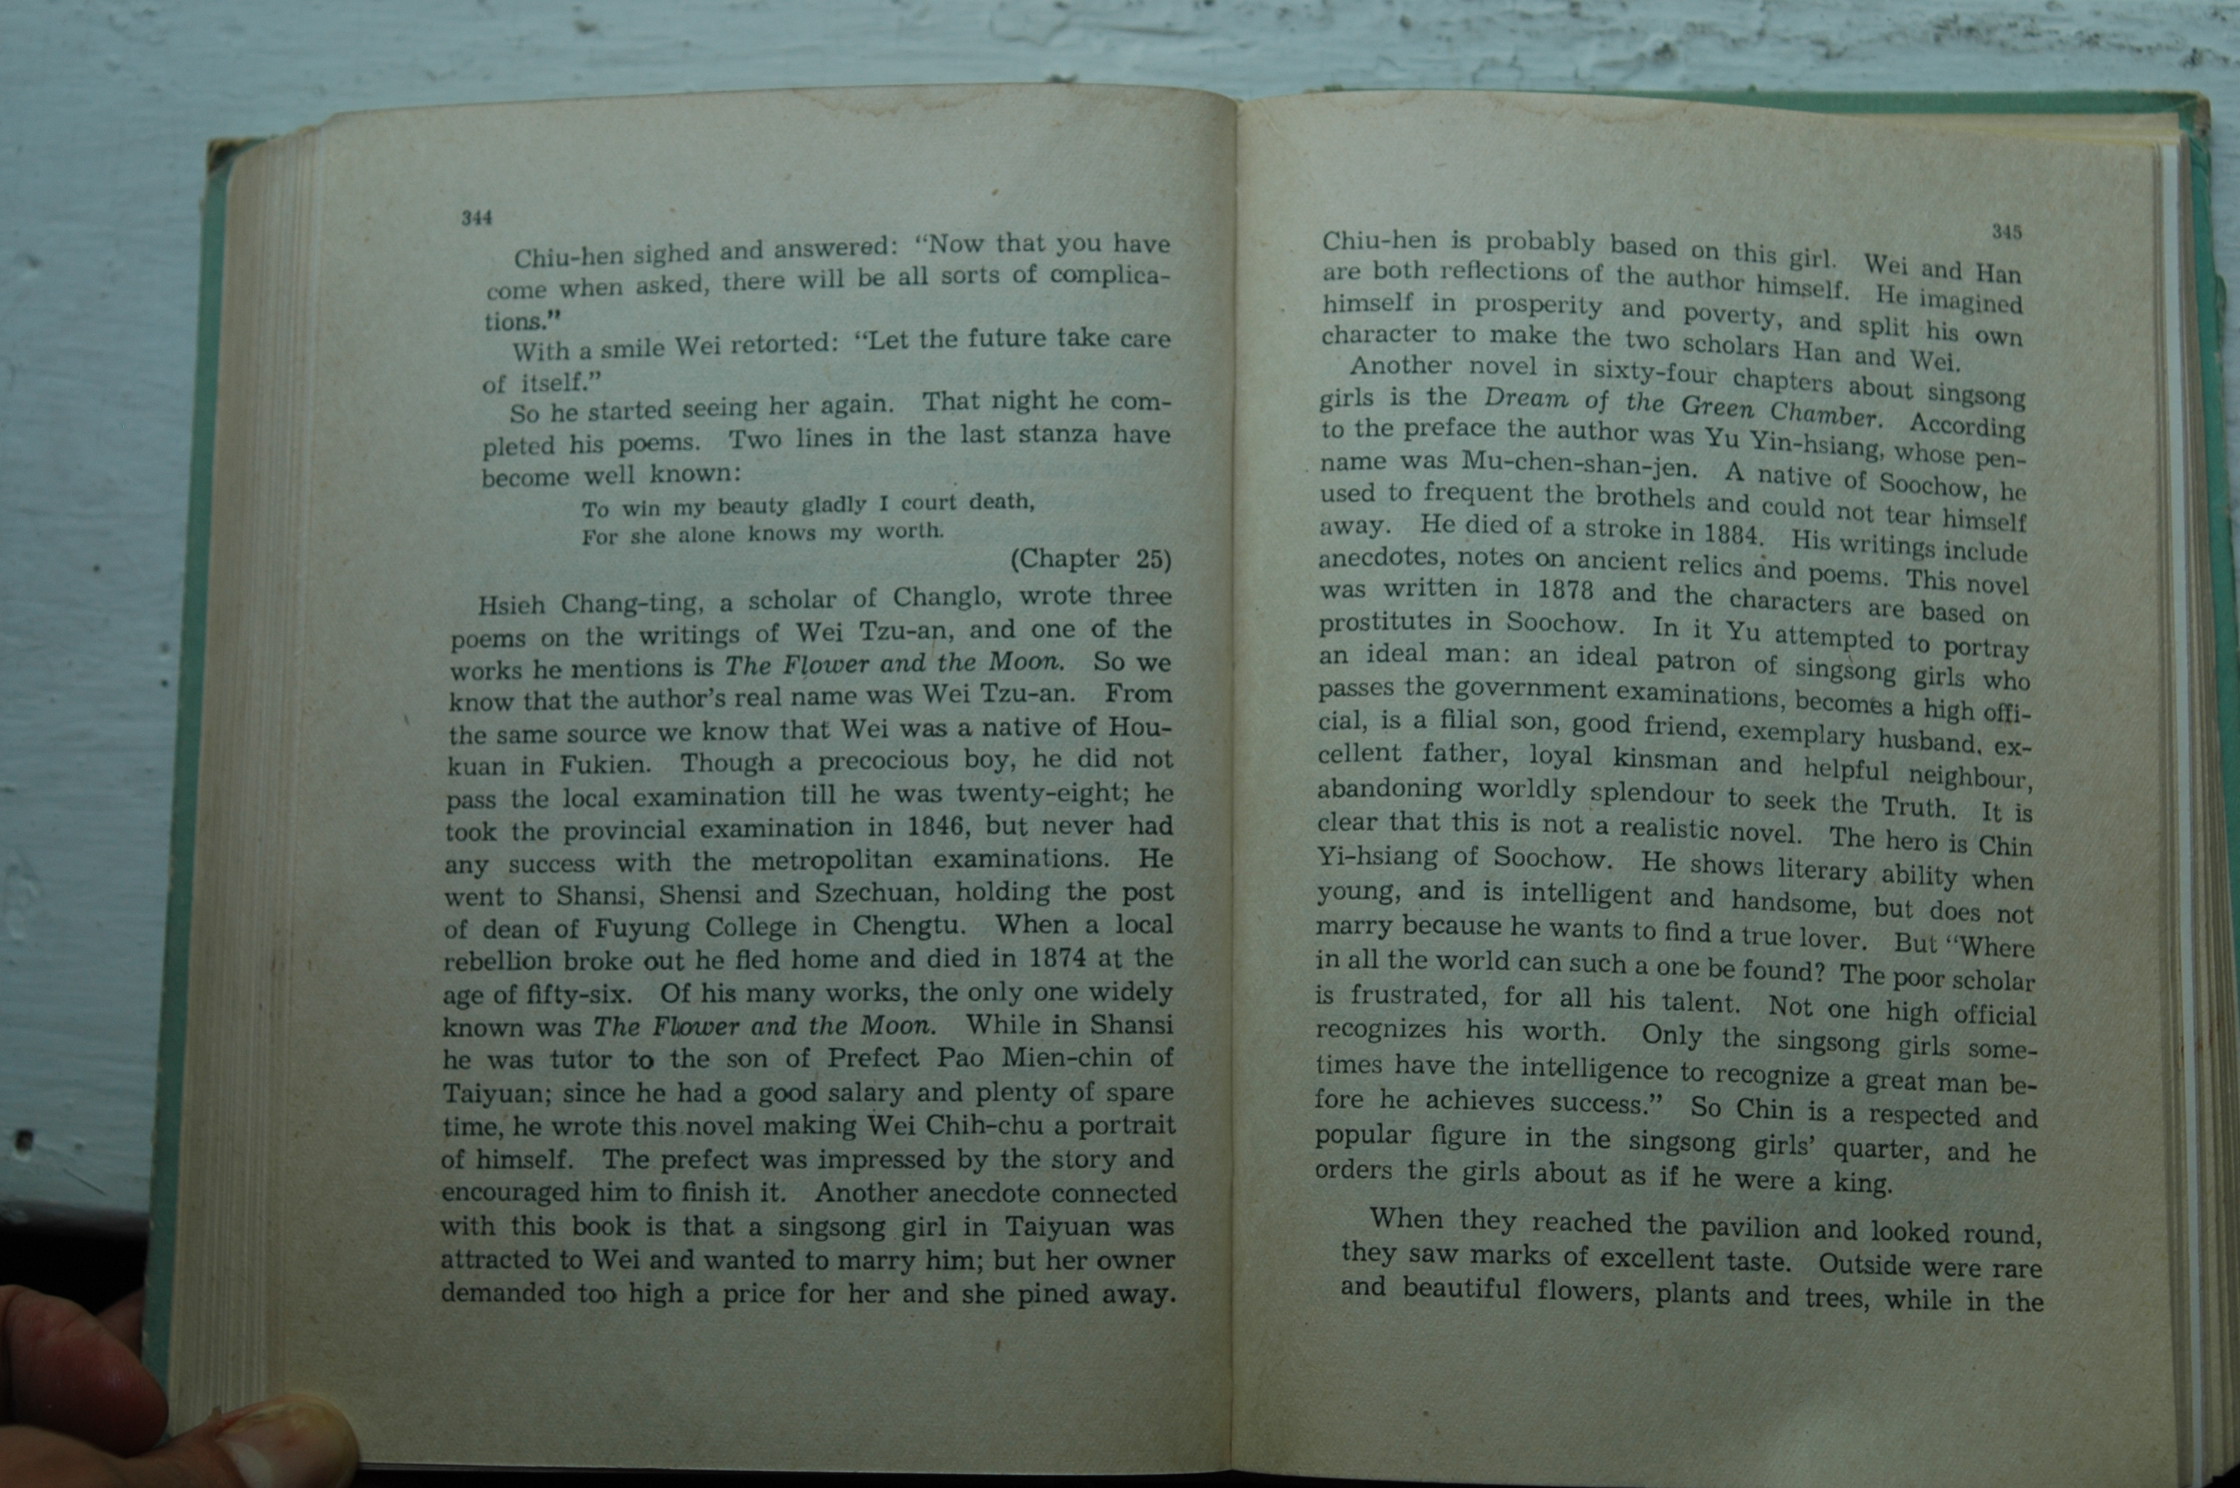 344
Chiu-hen sighed and answered: “Now that you have
come when asked, there will be all sorts of complica-
tions.”
With a smile Wei retorted: “Let the future take care
of itself.”
So he started seeing her again. That night he com-
pleted his poems. Two lines in the last stanza have
become well known:
To win my beauty gladly I court death,
For she alone knows my worth.
(Chapter 25)
Hsieh Chang-ting, a scholar of Changlo, wrote three
poems on the writings of Wei Tzu-an, and one of the
works he mentions is The Flower and the Moon. So we
know that the author’s real name was Wei Tzu-an. From
the same source we know that Wei was a native of Hou-
kuan in Fukien. Though a precocious boy, he did not
pass the local examination till he was twenty-eight; he
took the provincial examination in 1846, but never had
any success with the metropolitan examinations. He
went to Shansi, Shensi and Szechuan, holding the post
of dean of Fuyung College in Chengtu. When a local
rebellion broke out he fled home and died in 1874 at the
age of fifty-six. Of his many works, the only one widely
known was The Flower and the Moon. While in Shansi
he was tutor to the son of Prefect Pao Mien-chin of
Taiyuan; since he had a good salary and plenty of spare
time, he wrote this novel making Wei Chih-chu a portrait
of himself. The prefect was impressed by the story and
encouraged him to finish it. Another anecdote connected
with this book is that a singsong girl in Taiyuan was
attracted to Wei and wanted to marry him; but her owner
demanded too high a price for her and she pined away.
345
Chiu-hen is probably based on this girl. Wei and Han
are both reflections of the author himself. He imagined
himself in prosperity and poverty, and split his own
character to make the two scholars Han and Wei.
Another novel in sixty-four chapters about singsong
girls is the Dream of the Green Chamber. According
to the preface the author was Yu Yin-hsiang, whose pen-
name was Mu-chen-shan-jen. A native of Soochow, he
used to frequent the brothels and could not tear himself
away. He died of a stroke in 1884. His writings include
anecdotes, notes on ancient relics and poems. This novel
was written in 1878 and the characters are based on
prostitutes in Soochow. In it Yu attempted to portray
an ideal man: an ideal patron of singsong girls who
passes the government examinations, becomes a high offi-
cial, is a filial son, good friend, exemplary husband, ex-
cellent father, loyal kinsman and helpful neighbour,
abandoning worldly splendour to seek the Truth. It is
clear that this is not a realistic novel. The hero is Chin
Yi-hsiang of Soochow. He shows literary ability when
young, and is intelligent and handsome, but does not
marry because he wants to find a true lover. But “Where
in all the world can such a one be found? The poor scholar
is frustrated, for all his talent. Not one high official
recognizes his worth. Only the singsong girls some-
times have the intelligence to recognize a great man be-
fore he achieves success.” So Chin is a respected and
popular figure in the singsong girls’ quarter, and he
orders the girls about as if he were a king.
When they reached the pavilion and looked round,
they saw marks of excellent taste. Outside were rare
and beautiful flowers, plants and trees, while in the